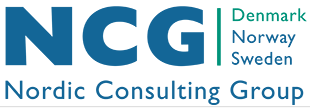 NCG
Denmark
Norway
Sweden
Nordic Consulting Group